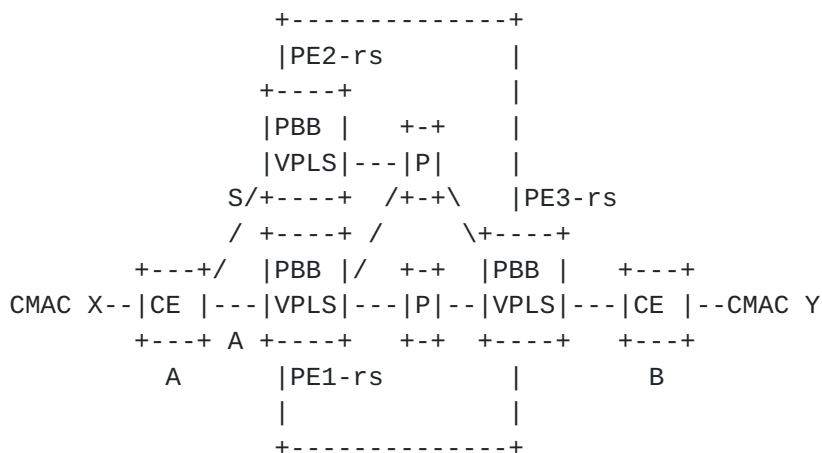 +--------------+
                 |PE2-rs        |
                +----+          |
                |PBB |   +-+    |
                |VPLS|---|P|    |
              S/+----+  /+-+\   |PE3-rs
              / +----+ /     \+----+
        +---+/  |PBB |/  +-+  |PBB |   +---+
CMAC X--|CE |---|VPLS|---|P|--|VPLS|---|CE |--CMAC Y
        +---+ A +----+   +-+  +----+   +---+
          A      |PE1-rs        |        B
                 |              |
                 +--------------+